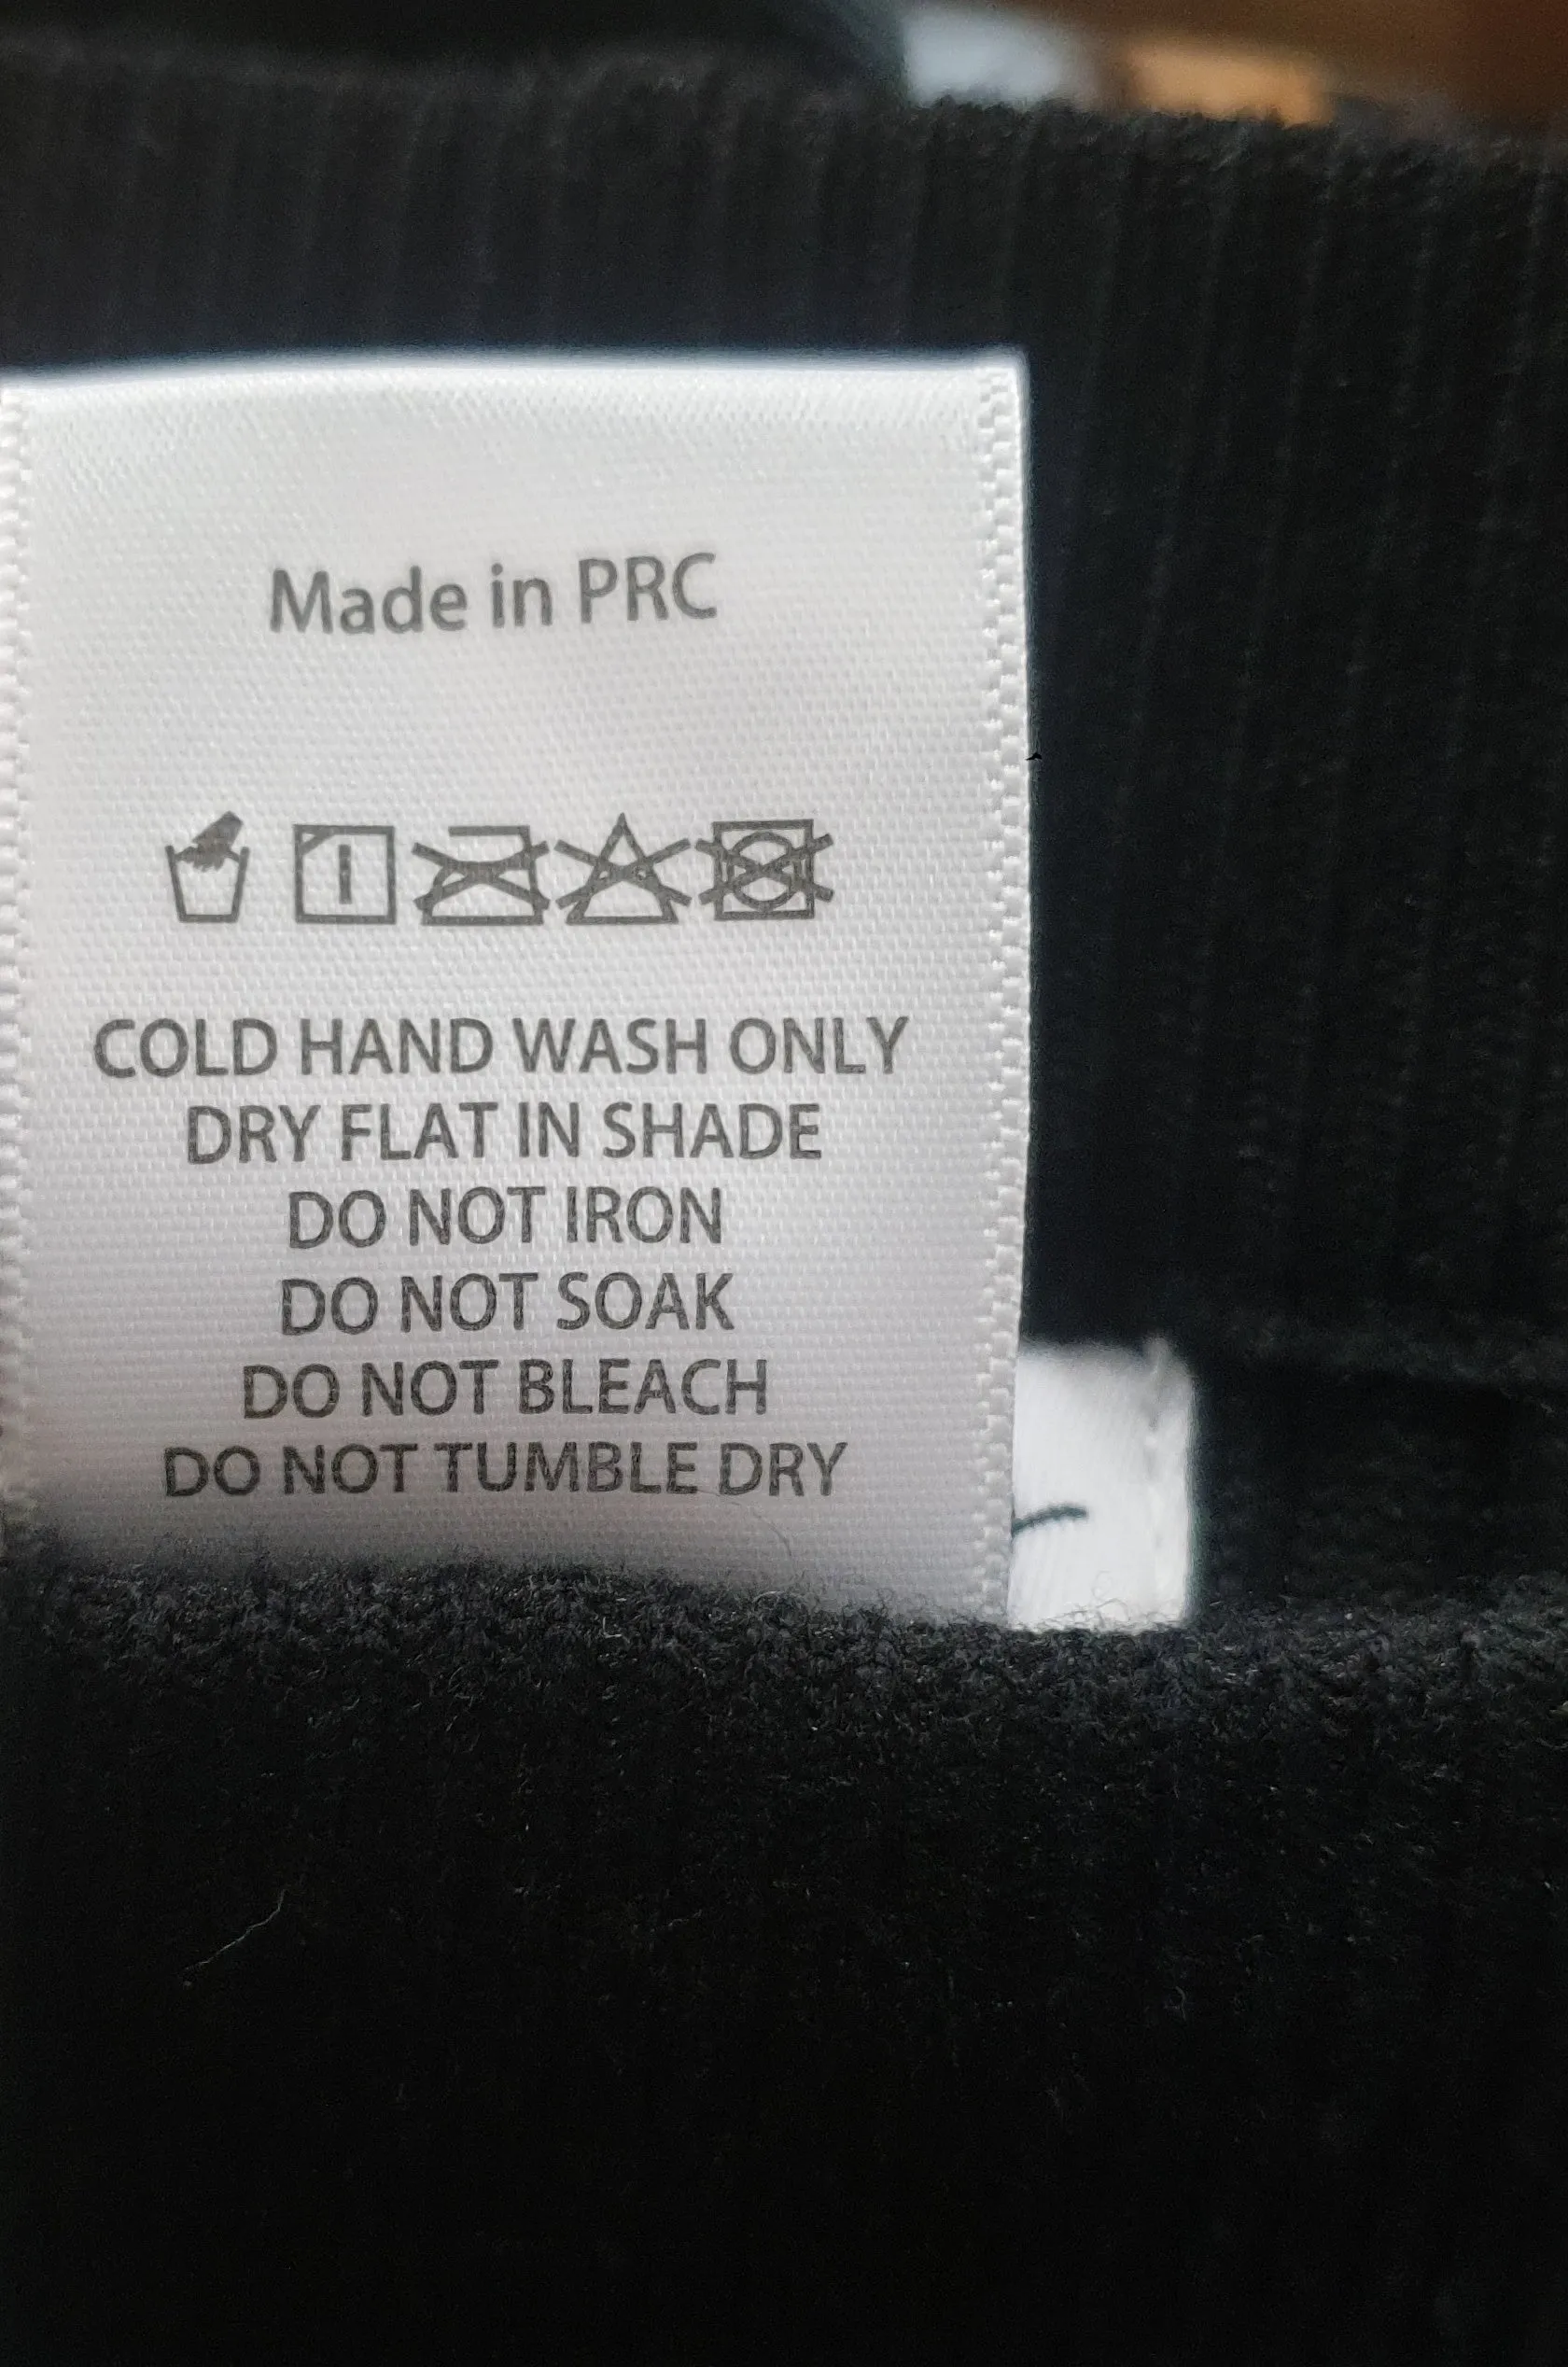 Made in PRC
COLD HAND WASH ONLY
DRY FLAT IN SHADE
DO NOT IRON
DO NOT SOAK
DO NOT BLEACH
DO NOT TUMBLE DRY